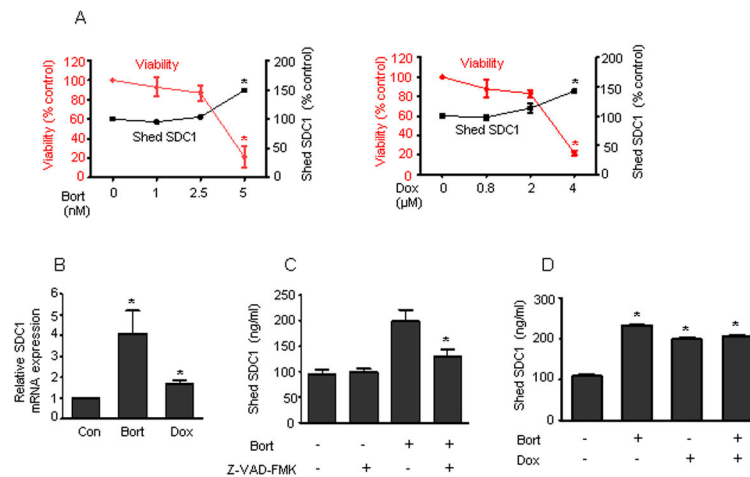 A
Viability (% control)
120
100
80
60
40
20
0
Viability
Shed SDC1
*
*
200
150
100
50
0
Shed SDC1 (% control)
Bort (nM)
0 1 2.5 5
Viability (% control)
120
100
80
60
40
20
0
Viability
Shed SDC1
*
*
200
150
100
50
0
Shed SDC1 (% control)
Dox (µM)
0 0.8 2 4
B
Relative SDC1
mRNA expression
6
5
4
3
2
1
0
*
*
Con Bort Dox
C
Shed SDC1 (ng/ml)
250
200
150
100
50
0
*
Bort - - + +
Z-VAD-FMK - + - +
D
Shed SDC1 (ng/ml)
300
200
100
0
* * *
Bort - + - +
Dox - - + +